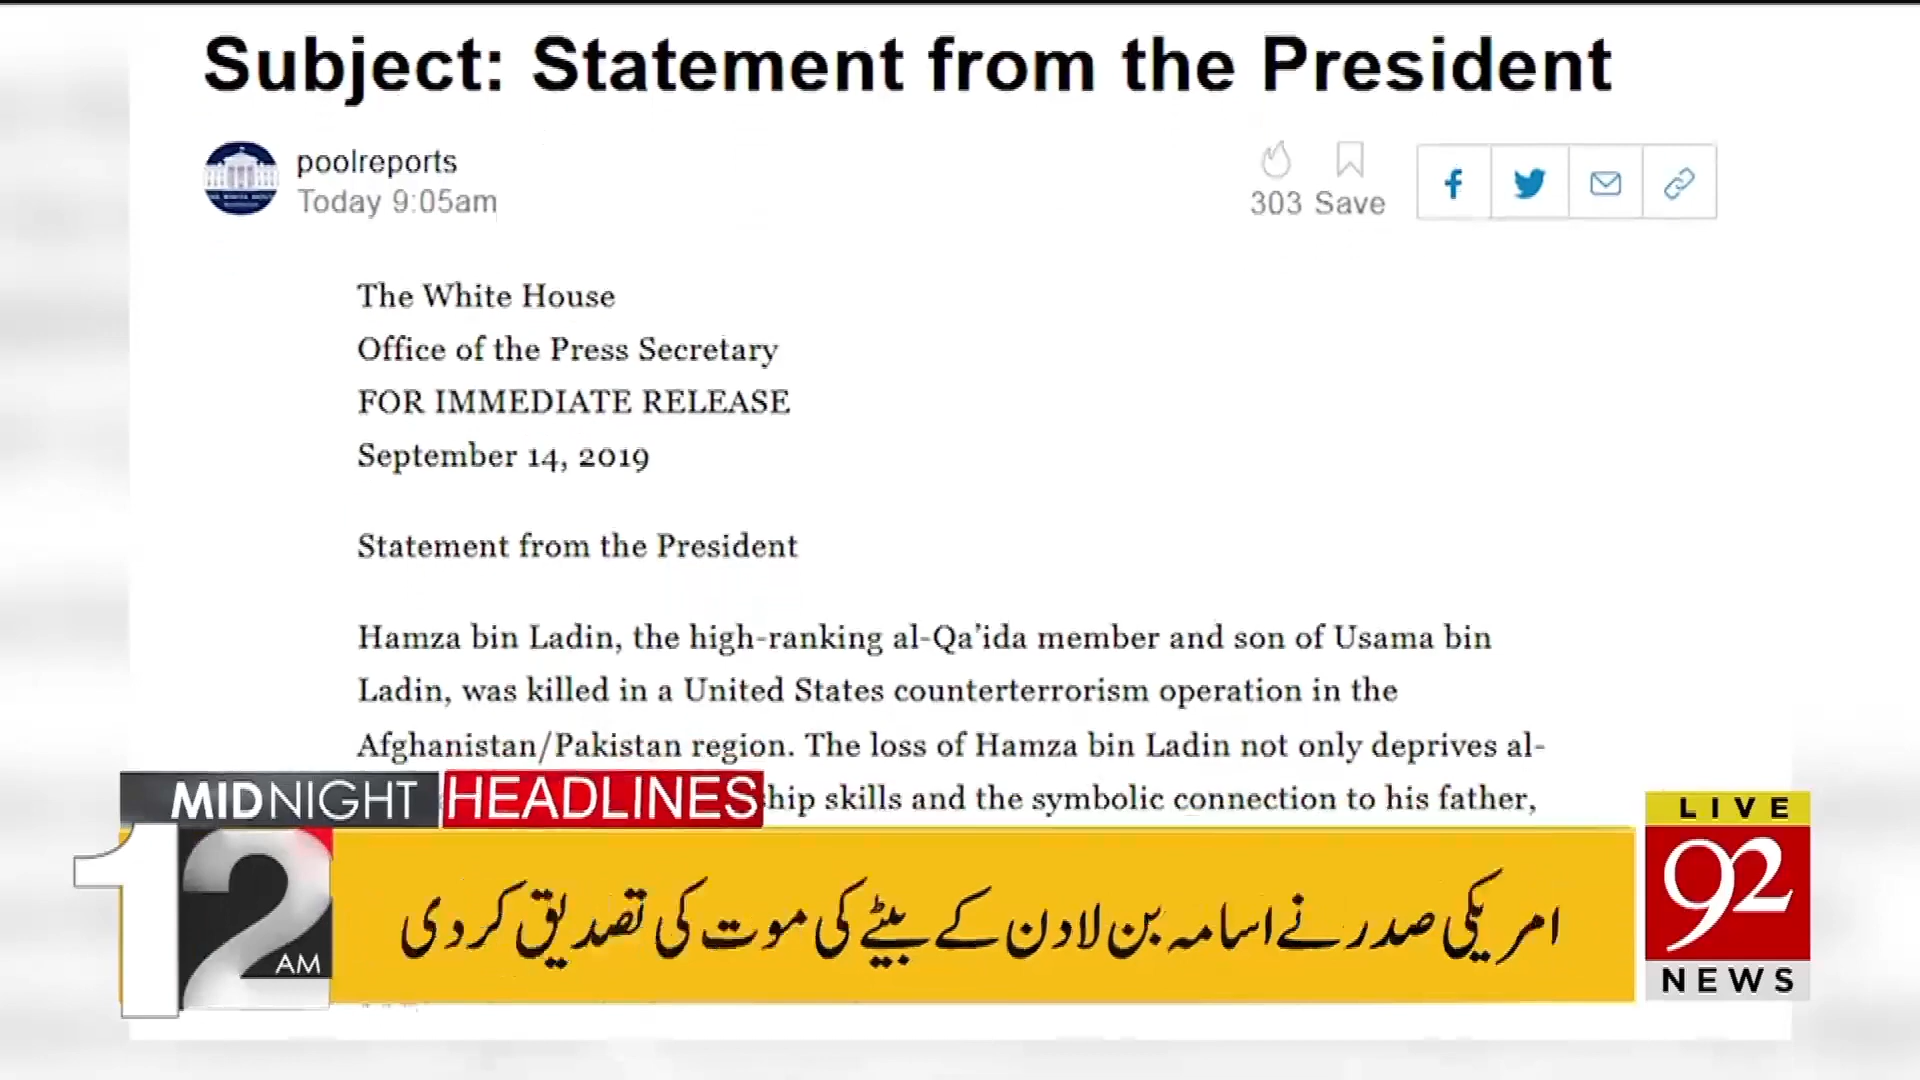 Subject: Statement from the President
poolreports
Today 9:05am
303 Save
The White House
Office of the Press Secretary
FOR IMMEDIATE RELEASE
September 14, 2019
Statement from the President
Hamza bin Ladin, the high-ranking al-Qa’ida member and son of Usama bin
Ladin, was killed in a United States counterterrorism operation in the
Afghanistan/Pakistan region. The loss of Hamza bin Ladin not only deprives al-
skills and the symbolic connection to his father,
MIDNIGHT HEADLINES
12 AM
امریکی صدر نے اسامہ بن لادن کے بیٹے کی موت کی تصدیق کر دی
LIVE
92
NEWS